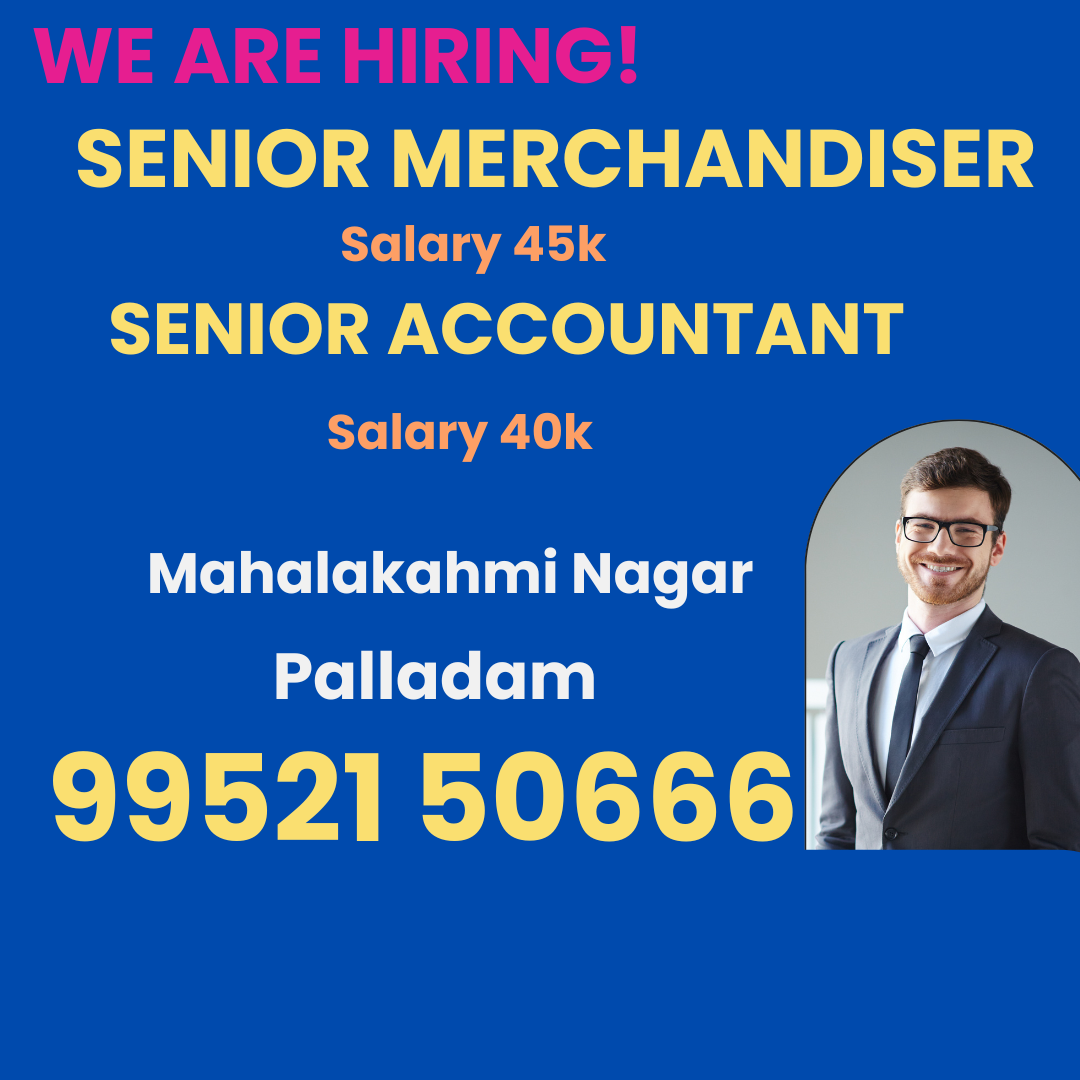 WE ARE HIRING!
SENIOR MERCHANDISER
Salary 45k
SENIOR ACCOUNTANT
Salary 40k
Mahalakahmi Nagar
Palladam
99521 50666